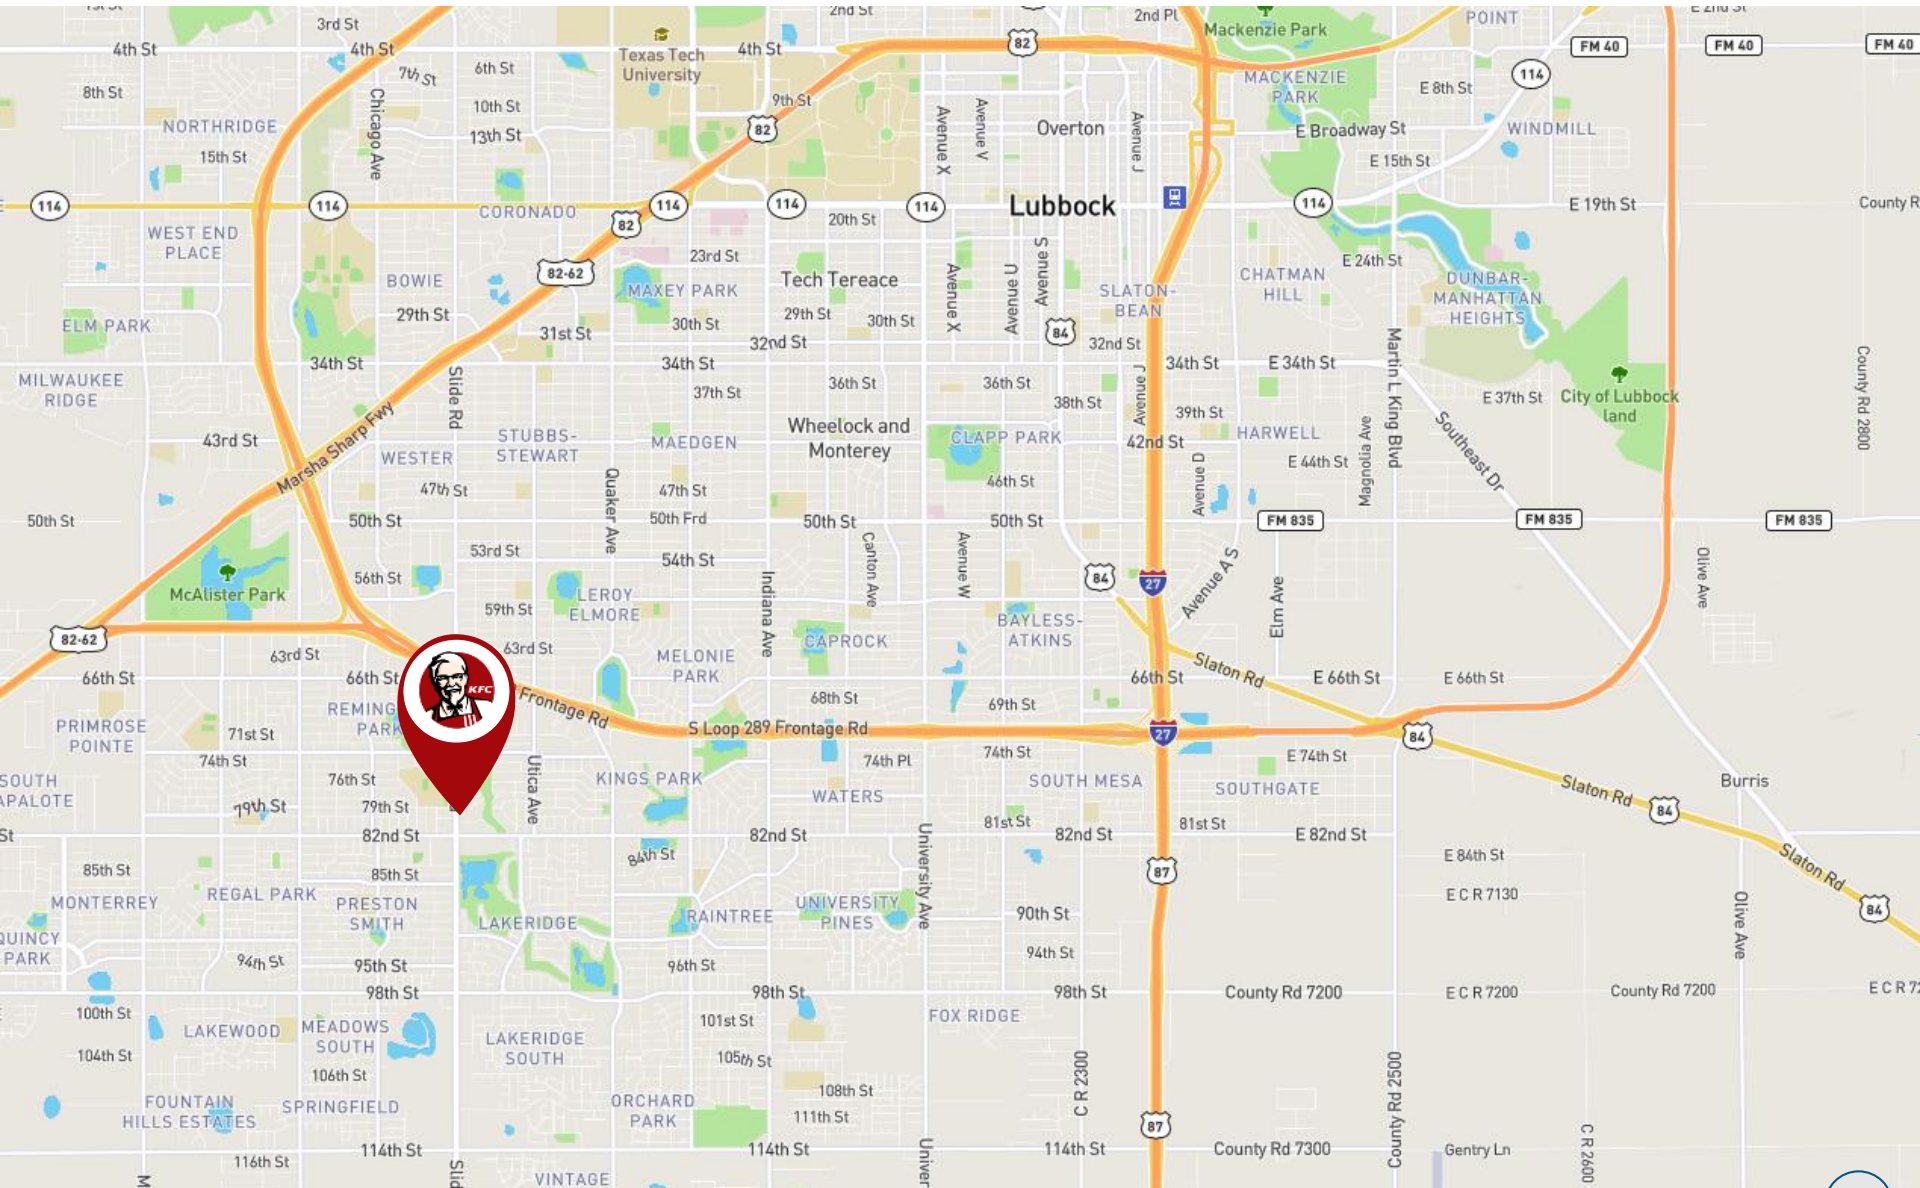 3rd St
2nd St
2nd Pl
Mackenzie Park
POINT
E 2nd St
4th St
4th St
7th St
6th St
Texas Tech
University
4th St
82
FM 40
FM 40
FM 40
114
8th St
10th St
9th St
MACKENZIE
PARK
E 8th St
Chicago Ave
NORTHRIDGE
13th St
82
Avenue X
Avenue V
Overton
Avenue J
E Broadway St
WINDMILL
15th St
E 15th St
114
114
CORONADO
114
114
114
Lubbock
114
E 19th St
County R
82
20th St
WEST END
PLACE
23rd St
S Avenue
E 24th St
82-62
BOWIE
MAXEY PARK
Tech Tereace
Avenue X
Avenue U
SLATON-
BEAN
CHATMAN
HILL
DUNBAR-
MANHATTAN
HEIGHTS
ELM PARK
29th St
31st St
30th St
29th St
30th St
84
32nd St
32nd St
34th St
34th St
34th St
E 34th St
Martin L King Blvd
County Rd 2800
MILWAUKEE
RIDGE
Slide Rd
37th St
36th St
36th St
38th St
Avenue J
39th St
E 37th St
City of Lubbock
land
Marsha Sharp Fwy
43rd St
STUBBS-
STEWART
MAEDGEN
Wheelock and
Monterey
CLAPP PARK
42nd St
HARWELL
Magnolia Ave
Southeast Dr
WESTER
E 44th St
47th St
Quaker Ave
47th St
46th St
Avenue D
50th St
50th St
50th Frd
50th St
50th St
FM 835
FM 835
FM 835
53rd St
54th St
Canton Ave
Avenue W
56th St
84
27
Avenue A S
Olive Ave
McAlister Park
59th St
LEROY
ELMORE
Indiana Ave
BAYLESS-
ATKINS
Elm Ave
82-62
CAPROCK
63rd St
63rd St
MELONIE
PARK
Slaton Rd
66th St
66th St
66th St
E 66th St
E 66th St
KFC
68th St
69th St
Frontage Rd
REMING
PARK
PRIMROSE
POINTE
71st St
S Loop 289 Frontage Rd
27
84
74th St
74th Pl
74th St
E 74th St
SOUTH
APALOTE
76th St
Utica Ave
KINGS PARK
WATERS
SOUTH MESA
SOUTHGATE
Slaton Rd
Burris
79th St
79th St
84
St
82nd St
82nd St
University Ave
81st St
82nd St
81st St
E 82nd St
84th St
E 84th St
Slaton Rd
85th St
85th St
87
MONTERREY
REGAL PARK
PRESTON
SMITH
LAKERIDGE
RAINTREE
UNIVERSITY
PINES
90th St
E C R 7130
Olive Ave
84
QUINCY
PARK
94th St
95th St
96th St
94th St
98th St
98th St
98th St
County Rd 7200
E C R 7200
County Rd 7200
E C R 72
100th St
LAKEWOOD
MEADOWS
SOUTH
LAKERIDGE
SOUTH
101st St
FOX RIDGE
104th St
105th St
106th St
C R 2300
County Rd 2500
108th St
FOUNTAIN
HILLS ESTATES
SPRINGFIELD
ORCHARD
PARK
111th St
87
114th St
114th St
Univer
114th St
County Rd 7300
Gentry Ln
C R 2600
116th St
M
Slid
VINTAGE